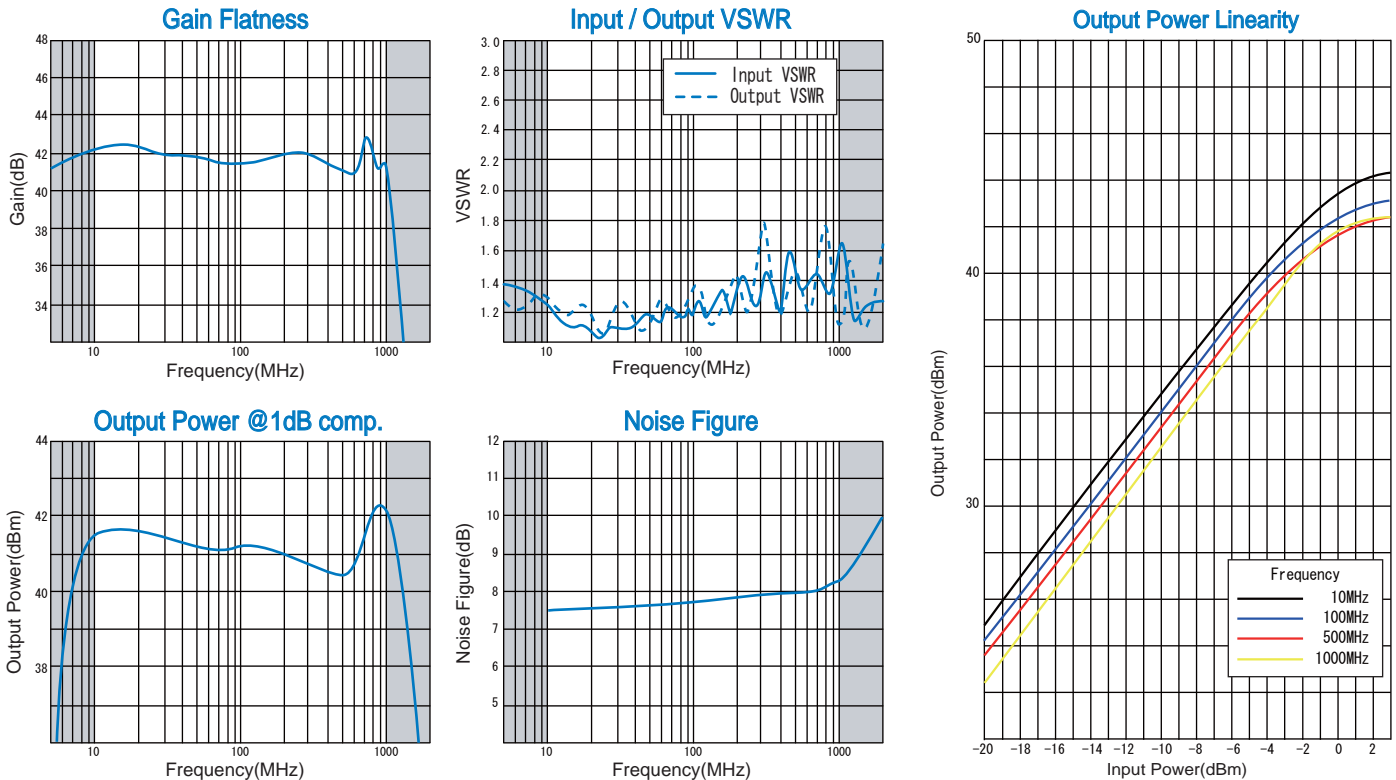 Gain Flatness
48
46
44
42
40
38
36
34
Gain(dB)
10
100
1000
Frequency(MHz)
Input / Output VSWR
3.0
2.8
2.6
2.4
2.2
2.0
1.8
1.6
1.4
1.2
VSWR
Input VSWR
Output VSWR
10
100
1000
Frequency(MHz)
Output Power @1dB comp.
44
42
40
38
Output Power(dBm)
10
100
1000
Frequency(MHz)
Noise Figure
12
11
10
9
8
7
6
5
Noise Figure(dB)
10
100
1000
Frequency(MHz)
Output Power Linearity
50
40
30
Output Power(dBm)
Frequency
10MHz
100MHz
500MHz
1000MHz
-20 -18 -16 -14 -12 -10 -8 -6 -4 -2 0 2
Input Power(dBm)